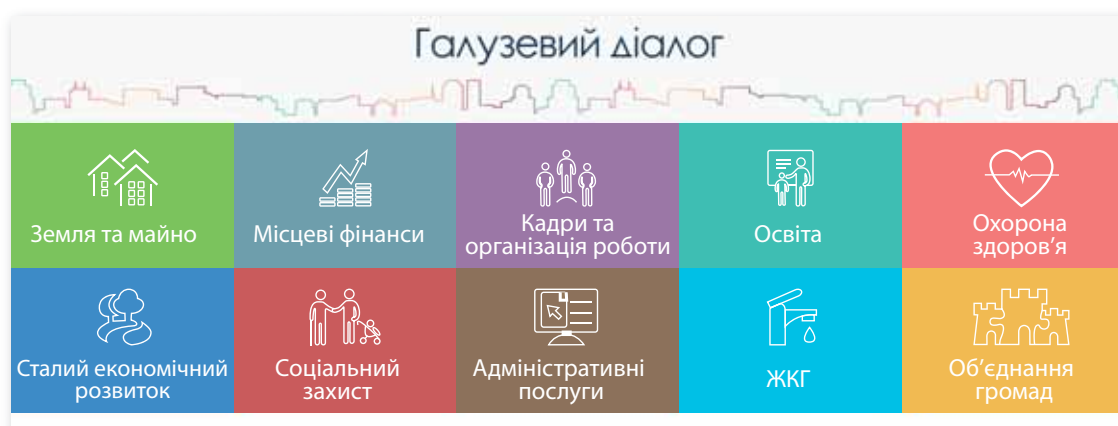 Галузевий діалог
Земля та майно
Місцеві фінанси
Кадри та
організація роботи
Освіта
Охорона
здоров’я
Сталий економічний
розвиток
Соціальний
захист
Адміністративні
послуги
ЖКГ
Об’єднання
громад